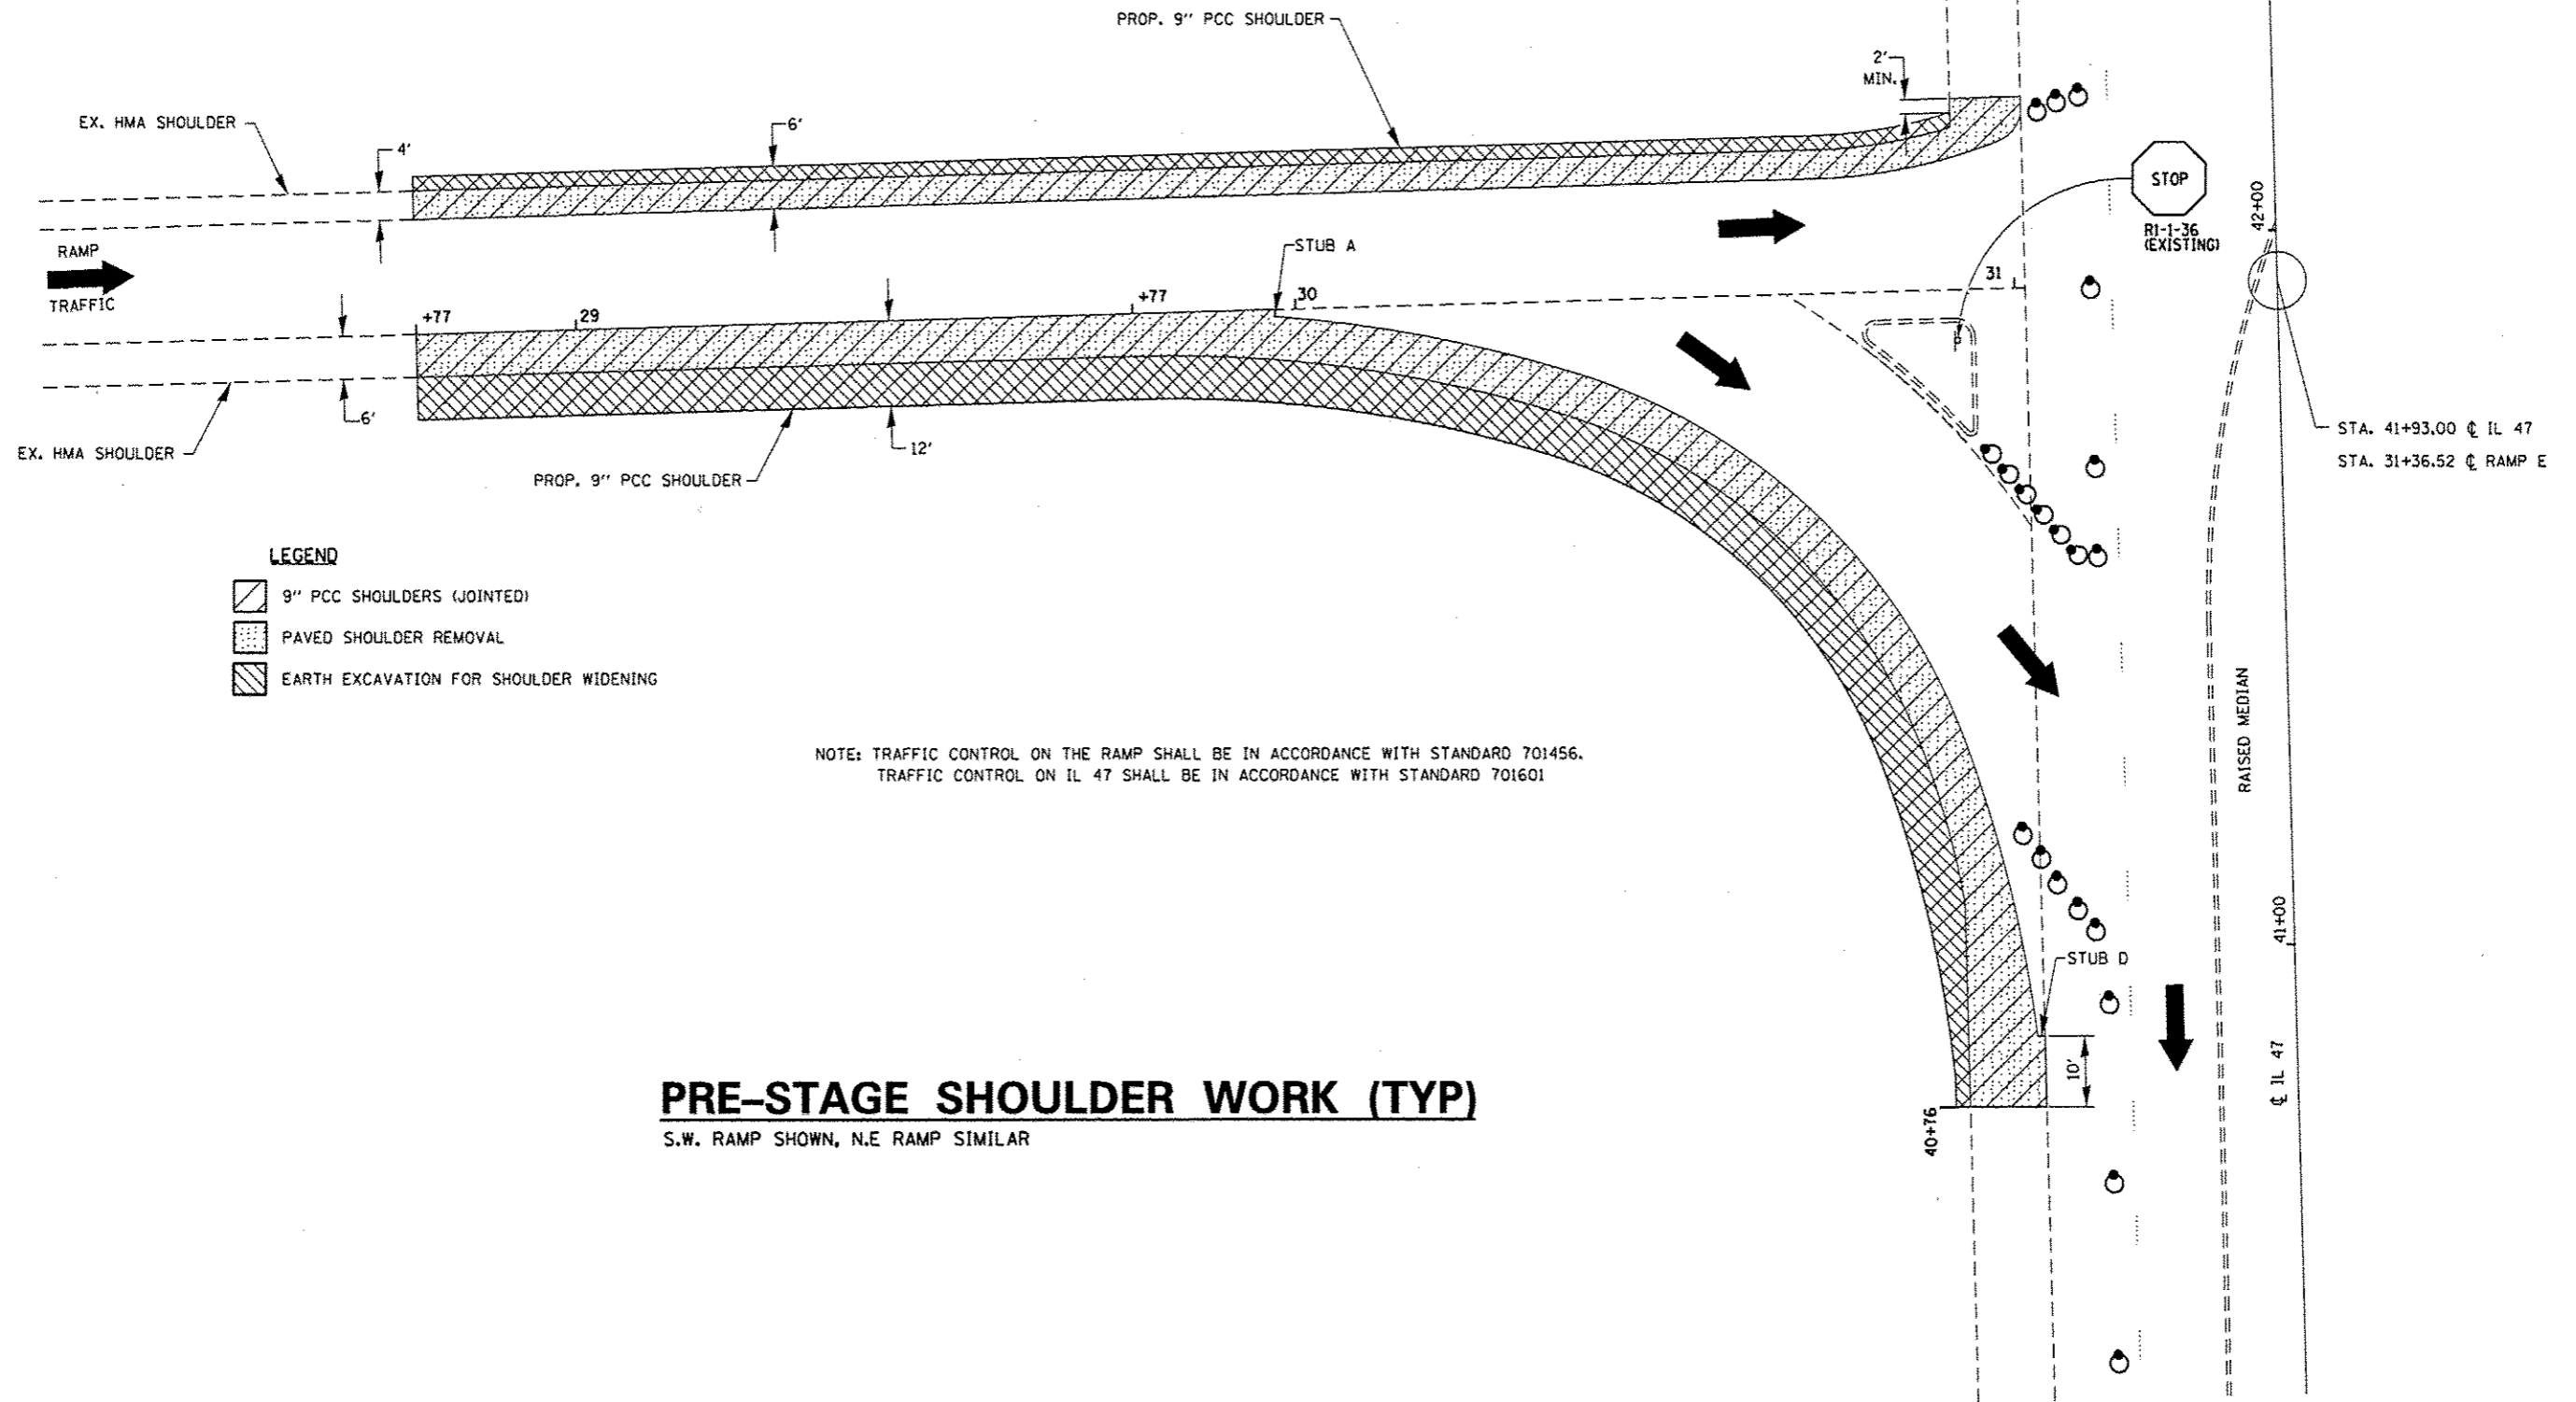 PROP. 9" PCC SHOULDER
2'
MIN.
EX. HMA SHOULDER
4'
6'
STOP
R1-1-36
(EXISTING)
42+00
RAMP
TRAFFIC
STUB A
+77
29
+77
30
31
6'
12'
EX. HMA SHOULDER
PROP. 9" PCC SHOULDER
STA. 41+93.00 ℄ IL 47
STA. 31+36.52 ℄ RAMP E
LEGEND
9" PCC SHOULDERS (JOINTED)
PAVED SHOULDER REMOVAL
EARTH EXCAVATION FOR SHOULDER WIDENING
RAISED MEDIAN
NOTE: TRAFFIC CONTROL ON THE RAMP SHALL BE IN ACCORDANCE WITH STANDARD 701456.
TRAFFIC CONTROL ON IL 47 SHALL BE IN ACCORDANCE WITH STANDARD 701601
41+00
STUB D
10'
℄ IL 47
40+76
PRE-STAGE SHOULDER WORK (TYP)
S.W. RAMP SHOWN, N.E RAMP SIMILAR